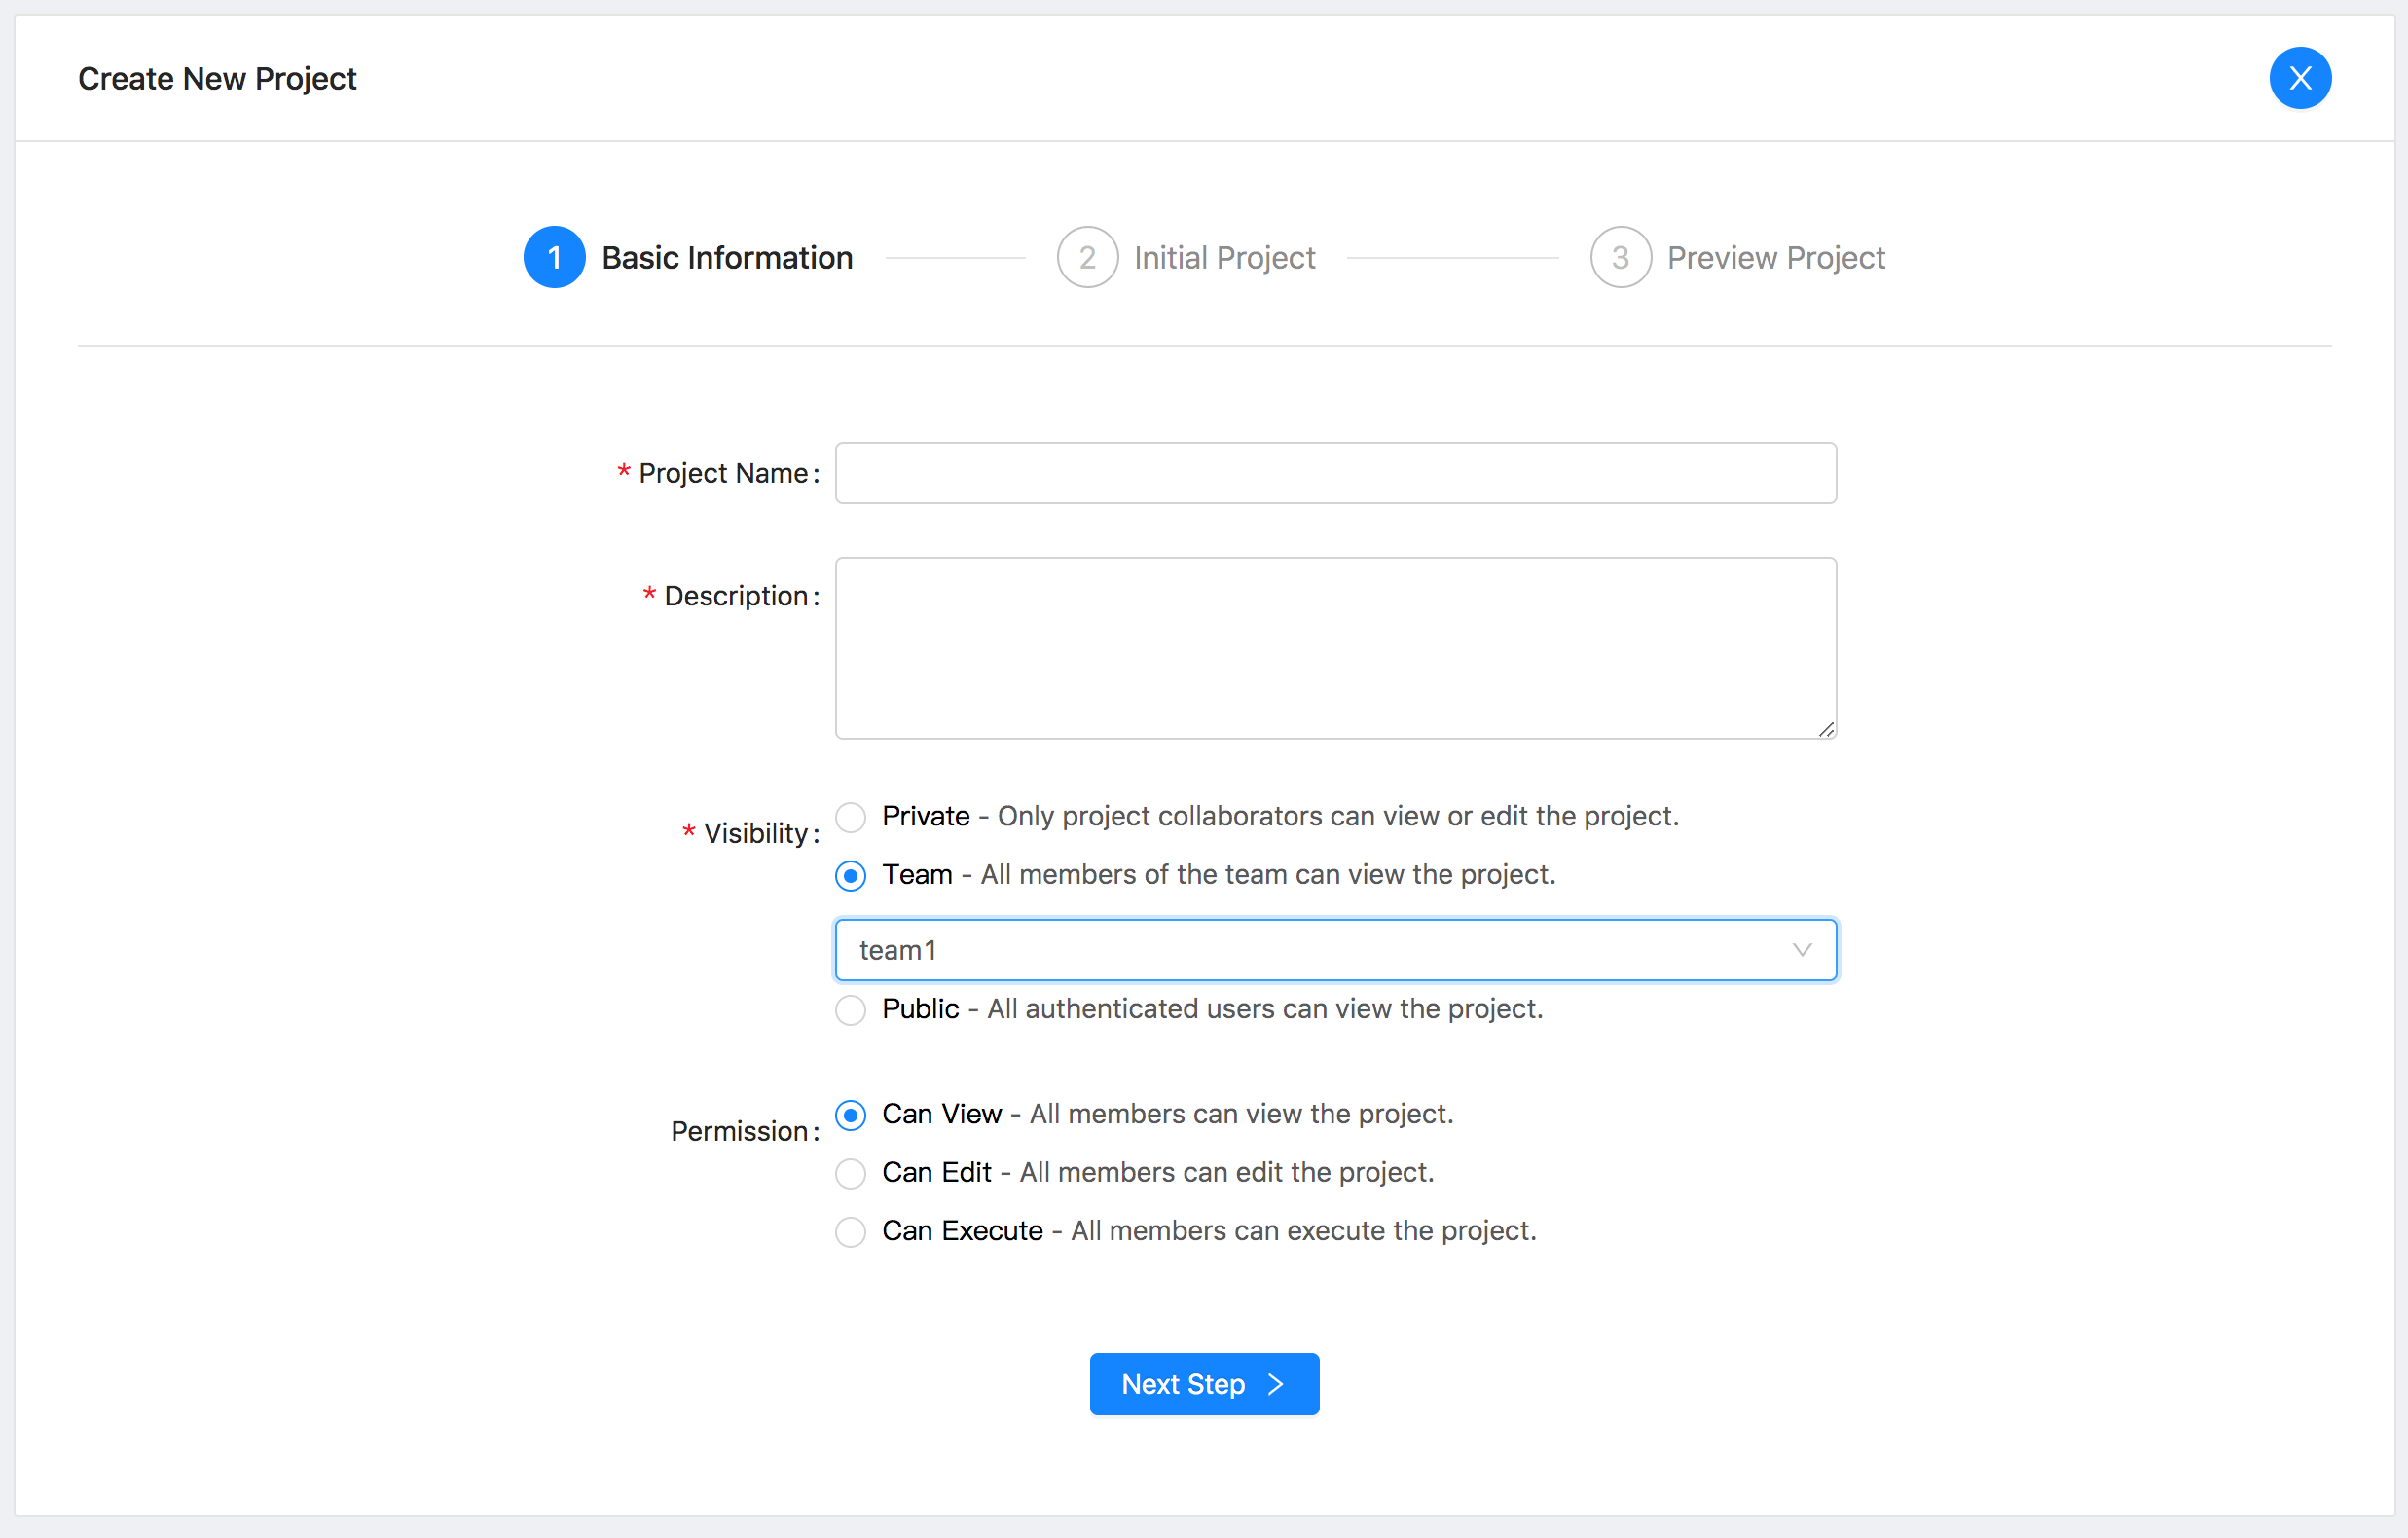 Create New Project
X
1 Basic Information
2 Initial Project
3 Preview Project
* Project Name:
* Description:
* Visibility:
Private - Only project collaborators can view or edit the project.
Team - All members of the team can view the project.
team1
Public - All authenticated users can view the project.
Permission:
Can View - All members can view the project.
Can Edit - All members can edit the project.
Can Execute - All members can execute the project.
Next Step >